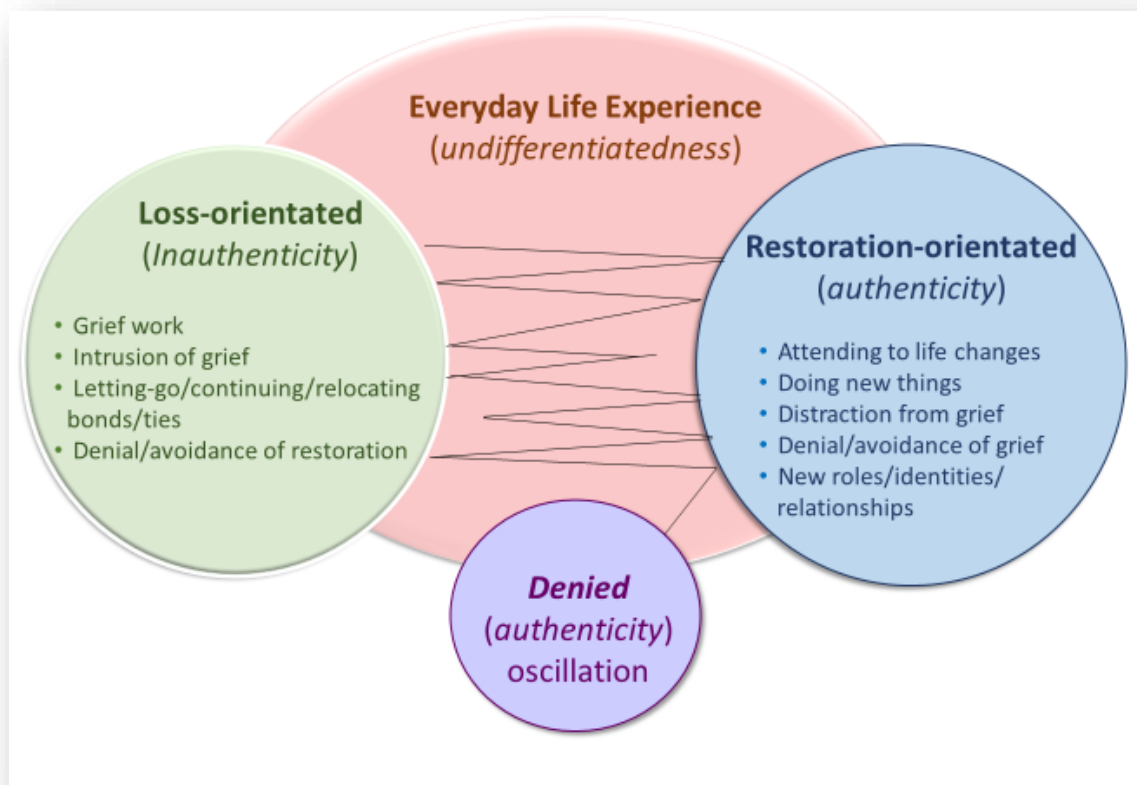 Everyday Life Experience
(undifferentiatedness)
Loss-orientated
(Inauthenticity)
• Grief work
• Intrusion of grief
• Letting-go/continuing/relocating
bonds/ties
• Denial/avoidance of restoration
Restoration-orientated
(authenticity)
• Attending to life changes
• Doing new things
• Distraction from grief
• Denial/avoidance of grief
• New roles/identities/
relationships
Denied
(authenticity)
oscillation